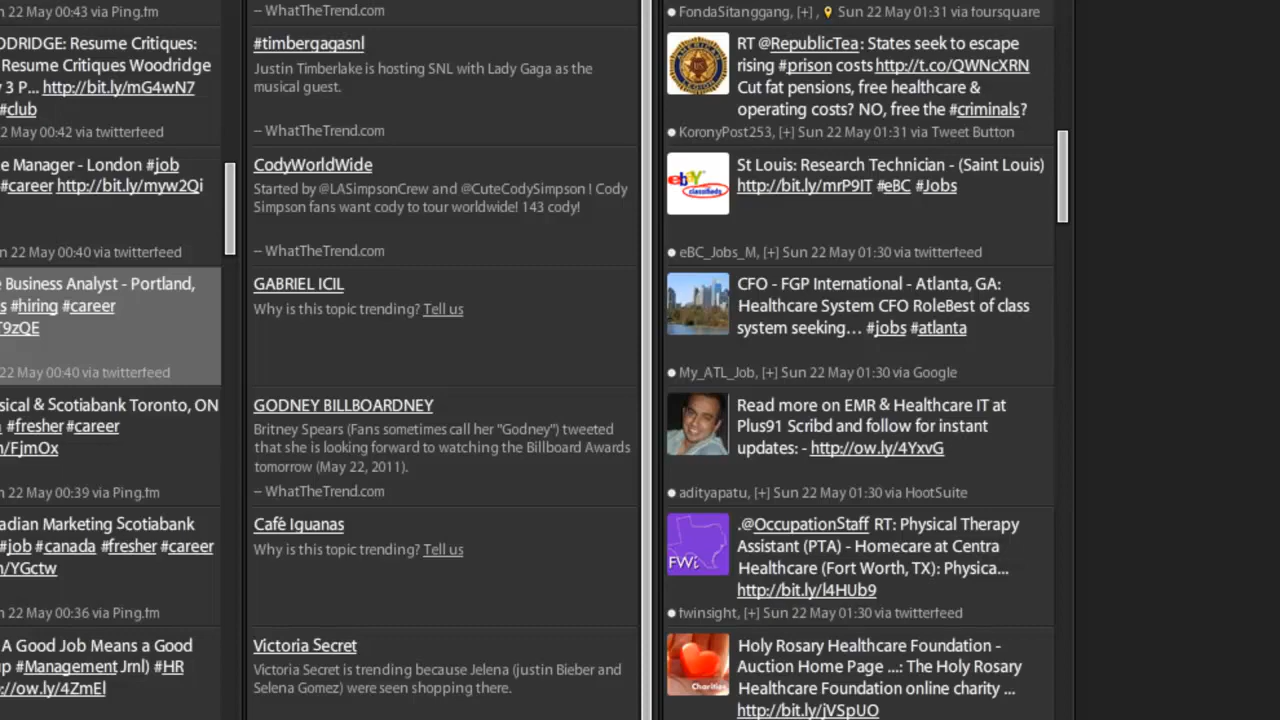 n 22 May 00:43 via Ping.fm
ODRIDGE: Resume Critiques:
Resume Critiques Woodridge
3 P... http://bit.ly/mG4wN7
#club
22 May 00:42 via twitterfeed
e Manager - London #job
#career http://bit.ly/myw2Qi
un 22 May 00:40 via twitterfeed
e Business Analyst - Portland,
s #hiring #career
T9zQE
22 May 00:40 via twitterfeed
sical & Scotiabank Toronto, ON
#fresher #career
n/FjmOx
n 22 May 00:39 via Ping.fm
adian Marketing Scotiabank
#job #canada #fresher #career
n/YGctw
n 22 May 00:36 via Ping.fm
A Good Job Means a Good
up #Management Jrnl) #HR
://ow.ly/4ZmEl
-- WhatTheTrend.com
#timbergagasnl
Justin Timberlake is hosting SNL with Lady Gaga as the
musical guest.
-- WhatTheTrend.com
CodyWorldWide
Started by @LASimpsonCrew and @CuteCodySimpson ! Cody
Simpson fans want cody to tour worldwide! 143 cody!
-- WhatTheTrend.com
GABRIEL ICIL
Why is this topic trending? Tell us
GODNEY BILLBOARDNEY
Britney Spears (Fans sometimes call her "Godney") tweeted
that she is looking forward to watching the Billboard Awards
tomorrow (May 22, 2011).
-- WhatTheTrend.com
Café Iguanas
Why is this topic trending? Tell us
Victoria Secret
Victoria Secret is trending because Jelena (justin Bieber and
Selena Gomez) were seen shopping there.
FondaSitanggang, [+] , Sun 22 May 01:31 via foursquare
RT @RepublicTea: States seek to escape
rising #prison costs http://t.co/QWNcXRN
Cut fat pensions, free healthcare &
operating costs? NO, free the #criminals?
KoronyPost253, [+] Sun 22 May 01:31 via Tweet Button
St Louis: Research Technician - (Saint Louis)
http://bit.ly/mrP9IT #eBC #Jobs
ebay
classifieds
eBC_Jobs_M, [+] Sun 22 May 01:30 via twitterfeed
CFO - FGP International - Atlanta, GA:
Healthcare System CFO RoleBest of class
system seeking... #jobs #atlanta
My_ATL_Job, [+] Sun 22 May 01:30 via Google
Read more on EMR & Healthcare IT at
Plus91 Scribd and follow for instant
updates: - http://ow.ly/4YxvG
adityapatu, [+] Sun 22 May 01:30 via HootSuite
.@OccupationStaff RT: Physical Therapy
Assistant (PTA) - Homecare at Centra
Healthcare (Fort Worth, TX): Physica...
http://bit.ly/l4HUb9
FWi
twinsight, [+] Sun 22 May 01:30 via twitterfeed
Holy Rosary Healthcare Foundation -
Auction Home Page ...: The Holy Rosary
Healthcare Foundation online charity ...
http://bit.ly/jVSpUO
Charities